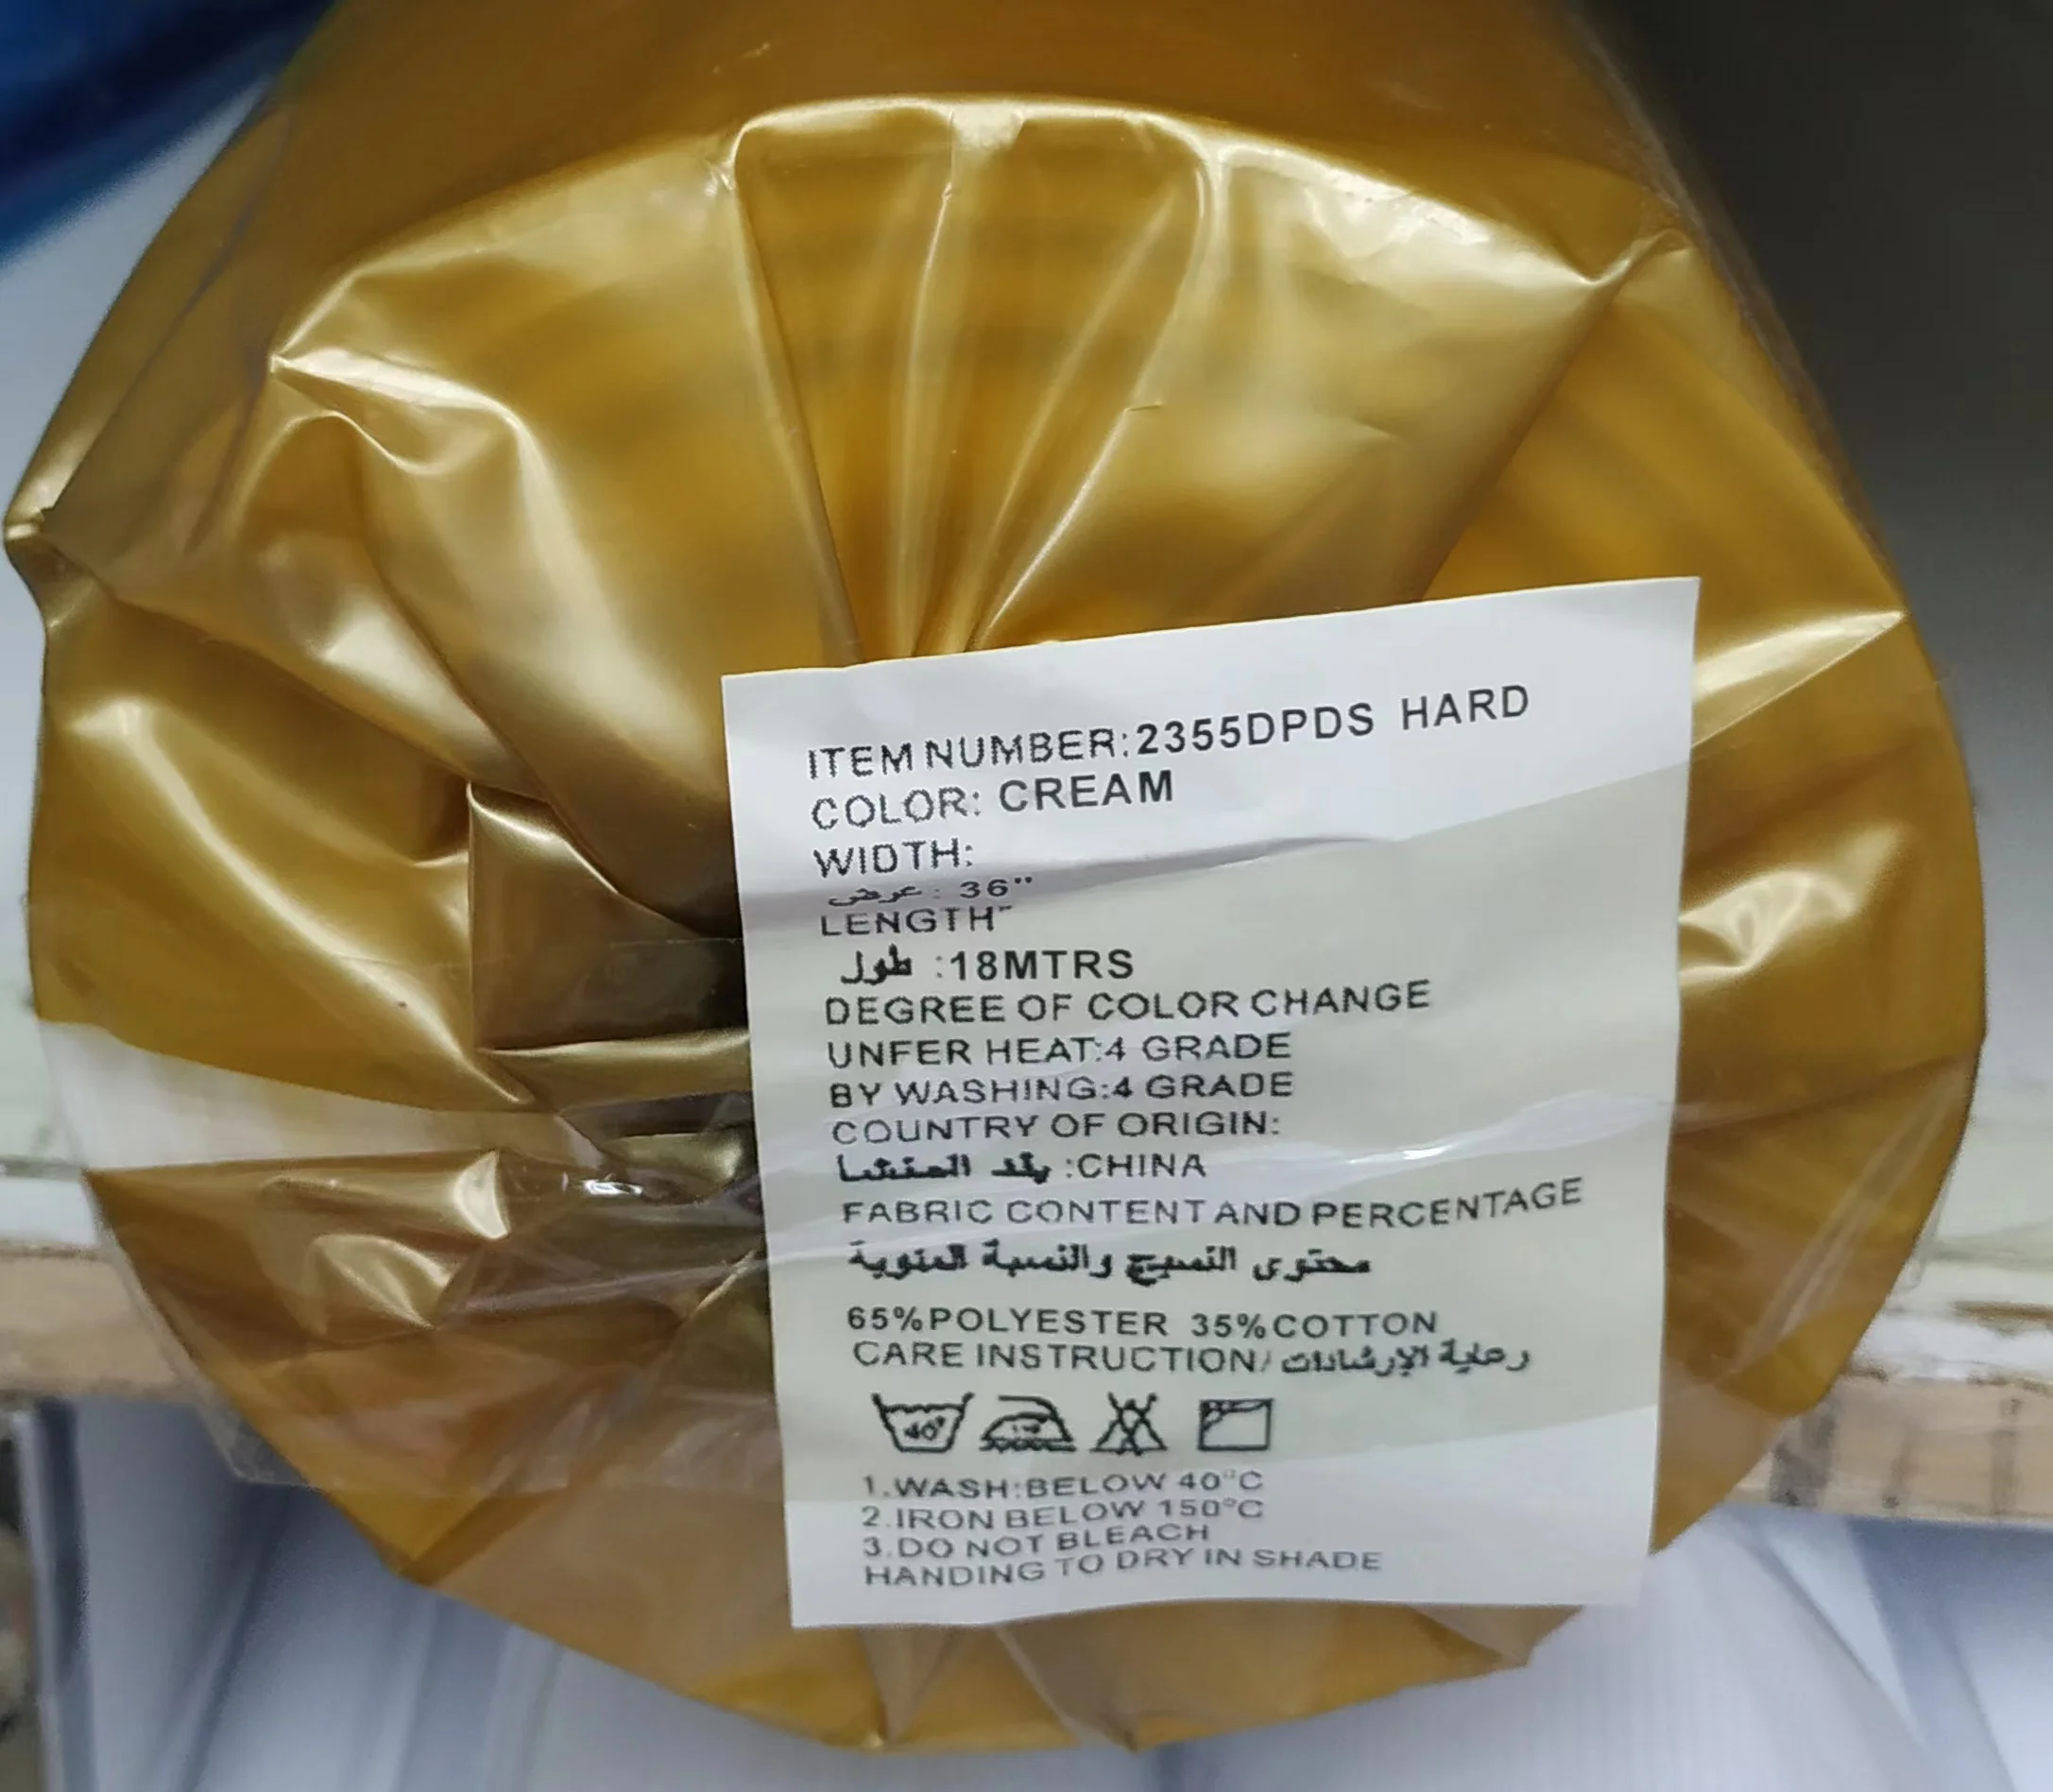 ITEM NUMBER:2355DPDS HARD
COLOR: CREAM
WIDTH:
عرض : 36"
LENGTH"
طول :18MTRS
DEGREE OF COLOR CHANGE
UNFER HEAT:4 GRADE
BY WASHING:4 GRADE
COUNTRY OF ORIGIN:
بلد المنشا :CHINA
FABRIC CONTENT AND PERCENTAGE
محتوى النسيج والنسبة المئوية
65%POLYESTER 35%COTTON
CARE INSTRUCTION/ رعاية الإرشادات
40°
1.WASH:BELOW 40°C
2.IRON BELOW 150°C
3.DO NOT BLEACH
HANDING TO DRY IN SHADE